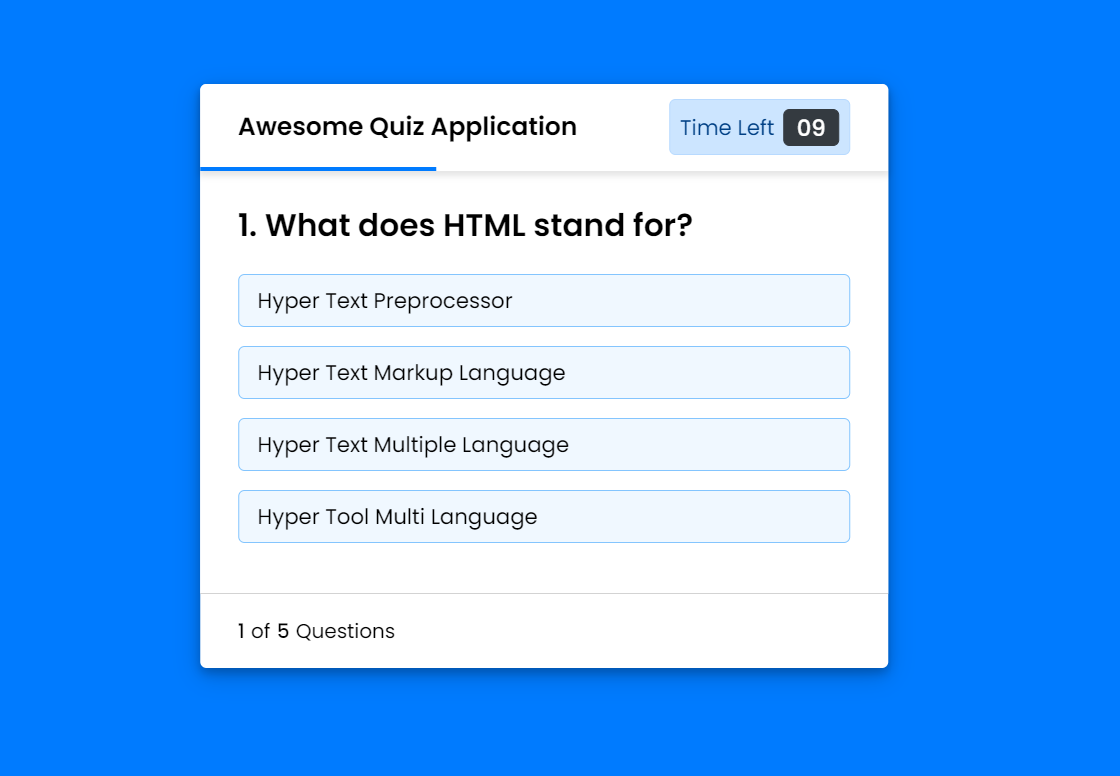 Awesome Quiz Application
Time Left 09
1. What does HTML stand for?
Hyper Text Preprocessor
Hyper Text Markup Language
Hyper Text Multiple Language
Hyper Tool Multi Language
1 of 5 Questions